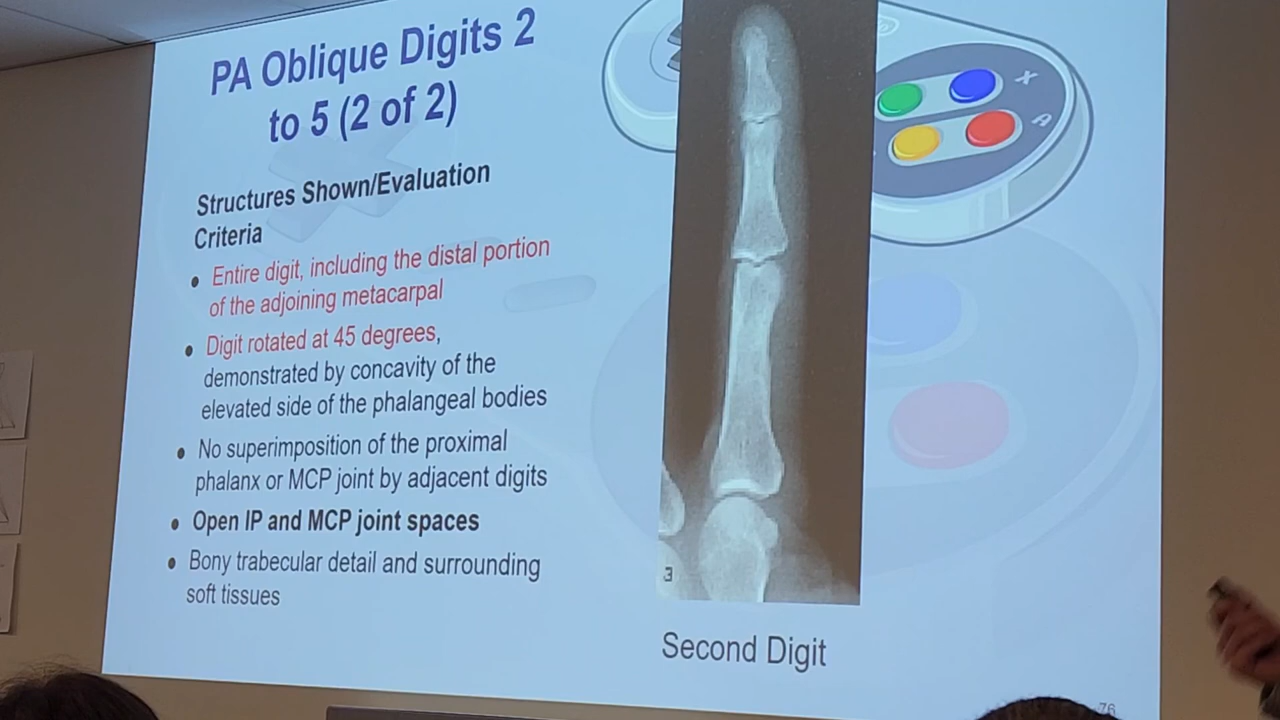 PA Oblique Digits 2
to 5 (2 of 2)
Structures Shown/Evaluation
Criteria
• Entire digit, including the distal portion
of the adjoining metacarpal
• Digit rotated at 45 degrees,
demonstrated by concavity of the
elevated side of the phalangeal bodies
• No superimposition of the proximal
phalanx or MCP joint by adjacent digits
• Open IP and MCP joint spaces
• Bony trabecular detail and surrounding
soft tissues
X
A
3
Second Digit
76